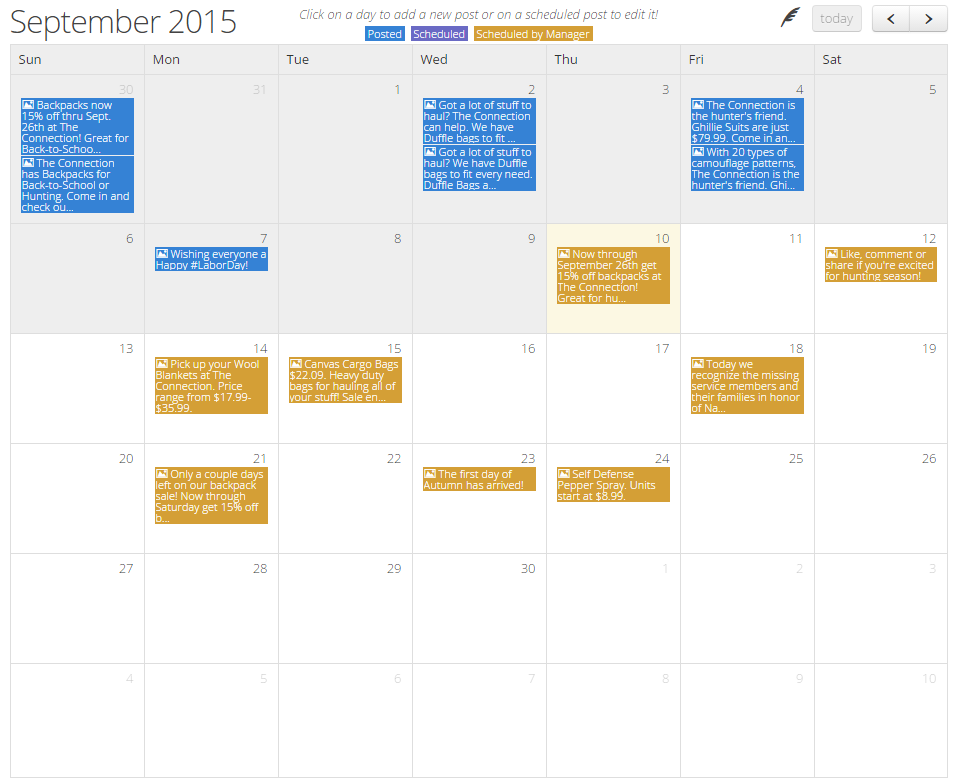 September 2015
Click on a day to add a new post or on a scheduled post to edit it!
Posted Scheduled Scheduled by Manager
today
Sun Mon Tue Wed Thu Fri Sat
30
Backpacks now
15% off thru Sept.
26th at The
Connection! Great for
Back-to-Schoo...
The Connection
has Backpacks for
Back-to-School or
Hunting. Come in and
check ou...
31
1
2
Got a lot of stuff to
haul? The Connection
can help. We have
Duffle bags to fit ...
Got a lot of stuff to
haul? We have Duffle
bags to fit every need.
Duffle Bags a...
3
4
The Connection is
the hunter's friend.
Ghillie Suits are just
$79.99. Come in an...
With 20 types of
camouflage patterns,
The Connection is the
hunter's friend. Ghi...
5
6
7
Wishing everyone a
Happy #LaborDay!
8
9
10
Now through
September 26th get
15% off backpacks at
The Connection!
Great for hu...
11
12
Like, comment or
share if you're excited
for hunting season!
13
14
Pick up your Wool
Blankets at The
Connection. Price
range from $17.99-
$35.99.
15
Canvas Cargo Bags
$22.09. Heavy duty
bags for hauling all of
your stuff! Sale en...
16
17
18
Today we
recognize the missing
service members and
their families in honor
of Na...
19
20
21
Only a couple days
left on our backpack
sale! Now through
Saturday get 15% off
b...
22
23
The first day of
Autumn has arrived!
24
Self Defense
Pepper Spray. Units
start at $8.99.
25
26
27
28
29
30
1
2
3
4
5
6
7
8
9
10